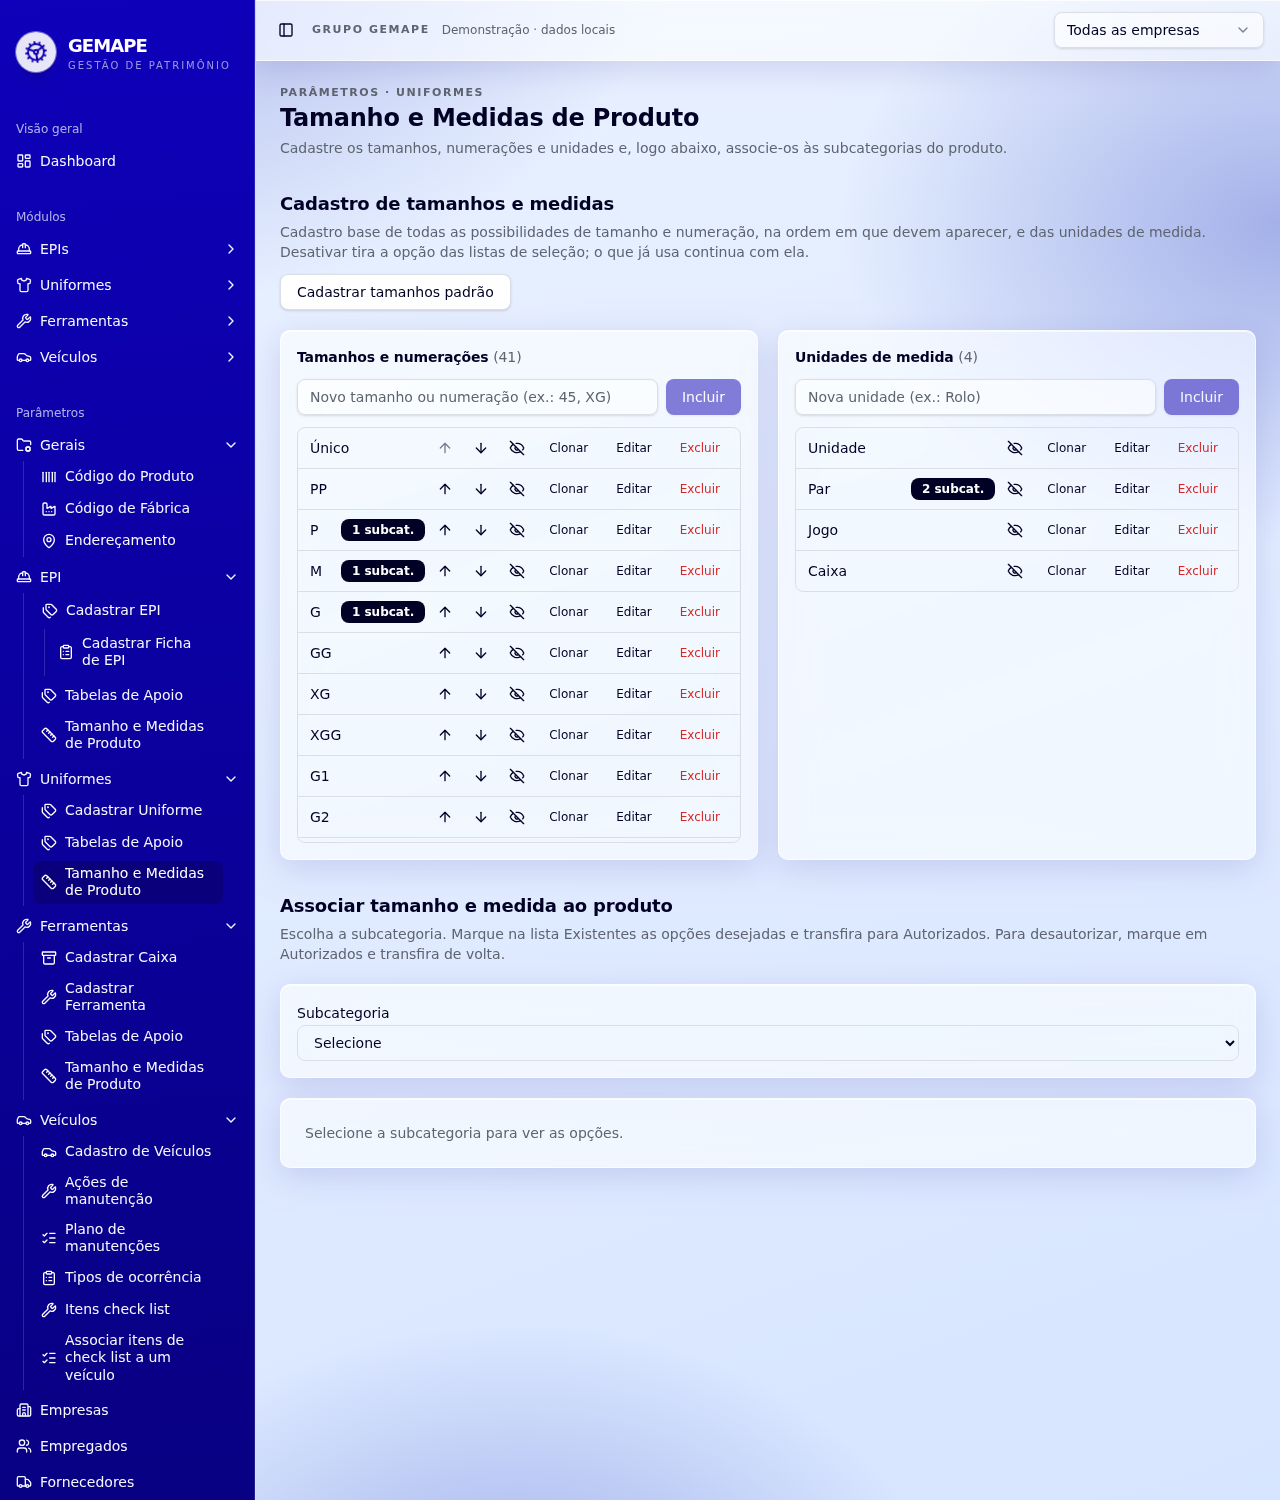 GEMAPE
GESTÃO DE PATRIMÔNIO
Visão geral
Dashboard
Módulos
EPIs
Uniformes
Ferramentas
Veículos
Parâmetros
Gerais
Código do Produto
Código de Fábrica
Endereçamento
EPI
Cadastrar EPI
Cadastrar Ficha
de EPI
Tabelas de Apoio
Tamanho e Medidas
de Produto
Uniformes
Cadastrar Uniforme
Tabelas de Apoio
Tamanho e Medidas
de Produto
Ferramentas
Cadastrar Caixa
Cadastrar
Ferramenta
Tabelas de Apoio
Tamanho e Medidas
de Produto
Veículos
Cadastro de Veículos
Ações de
manutenção
Plano de
manutenções
Tipos de ocorrência
Itens check list
Associar itens de
check list a um
veículo
Empresas
Empregados
Fornecedores
GRUPO GEMAPE Demonstração · dados locais
Todas as empresas
PARÂMETROS · UNIFORMES
Tamanho e Medidas de Produto
Cadastre os tamanhos, numerações e unidades e, logo abaixo, associe-os às subcategorias do produto.
Cadastro de tamanhos e medidas
Cadastro base de todas as possibilidades de tamanho e numeração, na ordem em que devem aparecer, e das unidades de medida.
Desativar tira a opção das listas de seleção; o que já usa continua com ela.
Cadastrar tamanhos padrão
Tamanhos e numerações (41)
Novo tamanho ou numeração (ex.: 45, XG) Incluir
Único Clonar Editar Excluir
PP Clonar Editar Excluir
P 1 subcat. Clonar Editar Excluir
M 1 subcat. Clonar Editar Excluir
G 1 subcat. Clonar Editar Excluir
GG Clonar Editar Excluir
XG Clonar Editar Excluir
XGG Clonar Editar Excluir
G1 Clonar Editar Excluir
G2 Clonar Editar Excluir
Unidades de medida (4)
Nova unidade (ex.: Rolo) Incluir
Unidade Clonar Editar Excluir
Par 2 subcat. Clonar Editar Excluir
Jogo Clonar Editar Excluir
Caixa Clonar Editar Excluir
Associar tamanho e medida ao produto
Escolha a subcategoria. Marque na lista Existentes as opções desejadas e transfira para Autorizados. Para desautorizar, marque em
Autorizados e transfira de volta.
Subcategoria
Selecione
Selecione a subcategoria para ver as opções.